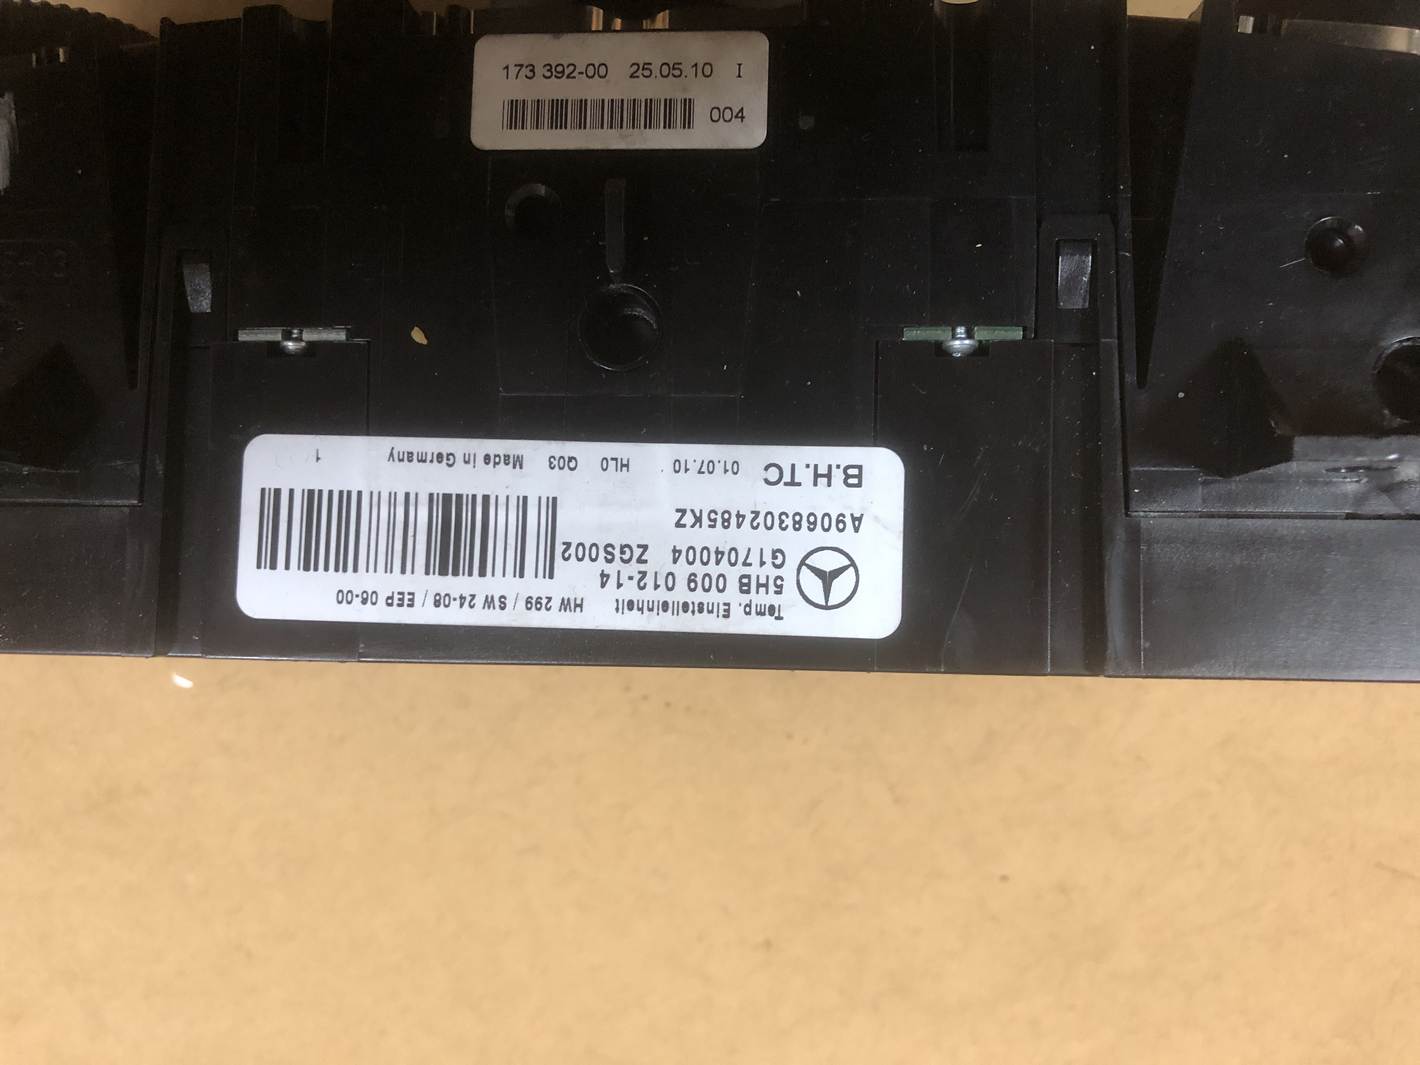 173 392-00 25.05.10 I
004
Temp. Einstelleinheit HW 299 / SW 24-08 / EEP 06-00
5HB 009 012-14
G1704004 ZGS002
A9068302485KZ
B.H.TC 01.07.10 HL0 Q03 Made in Germany 1